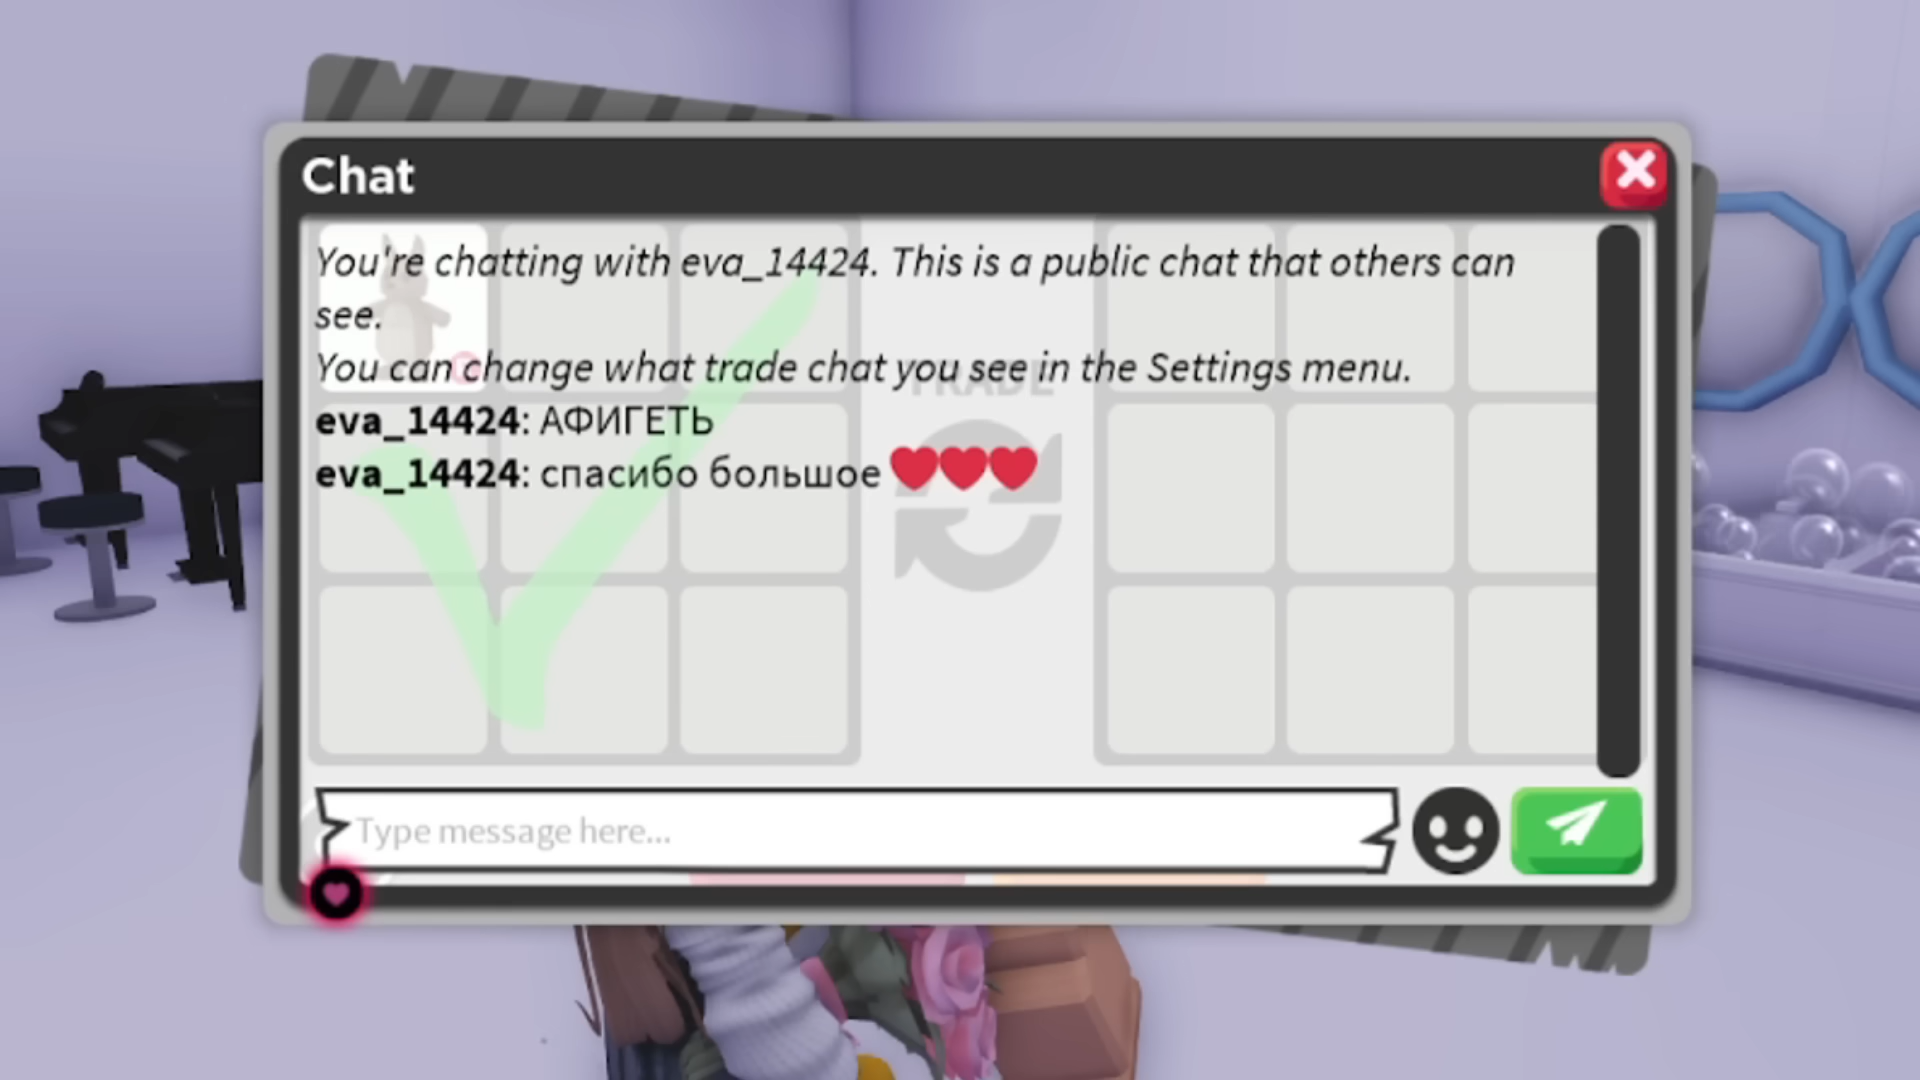 Chat
You're chatting with eva_14424. This is a public chat that others can
see.
You can change what trade chat you see in the Settings menu.
TRADE
eva_14424: АФИГЕТЬ
eva_14424: спасибо большое ❤❤❤
Type message here...